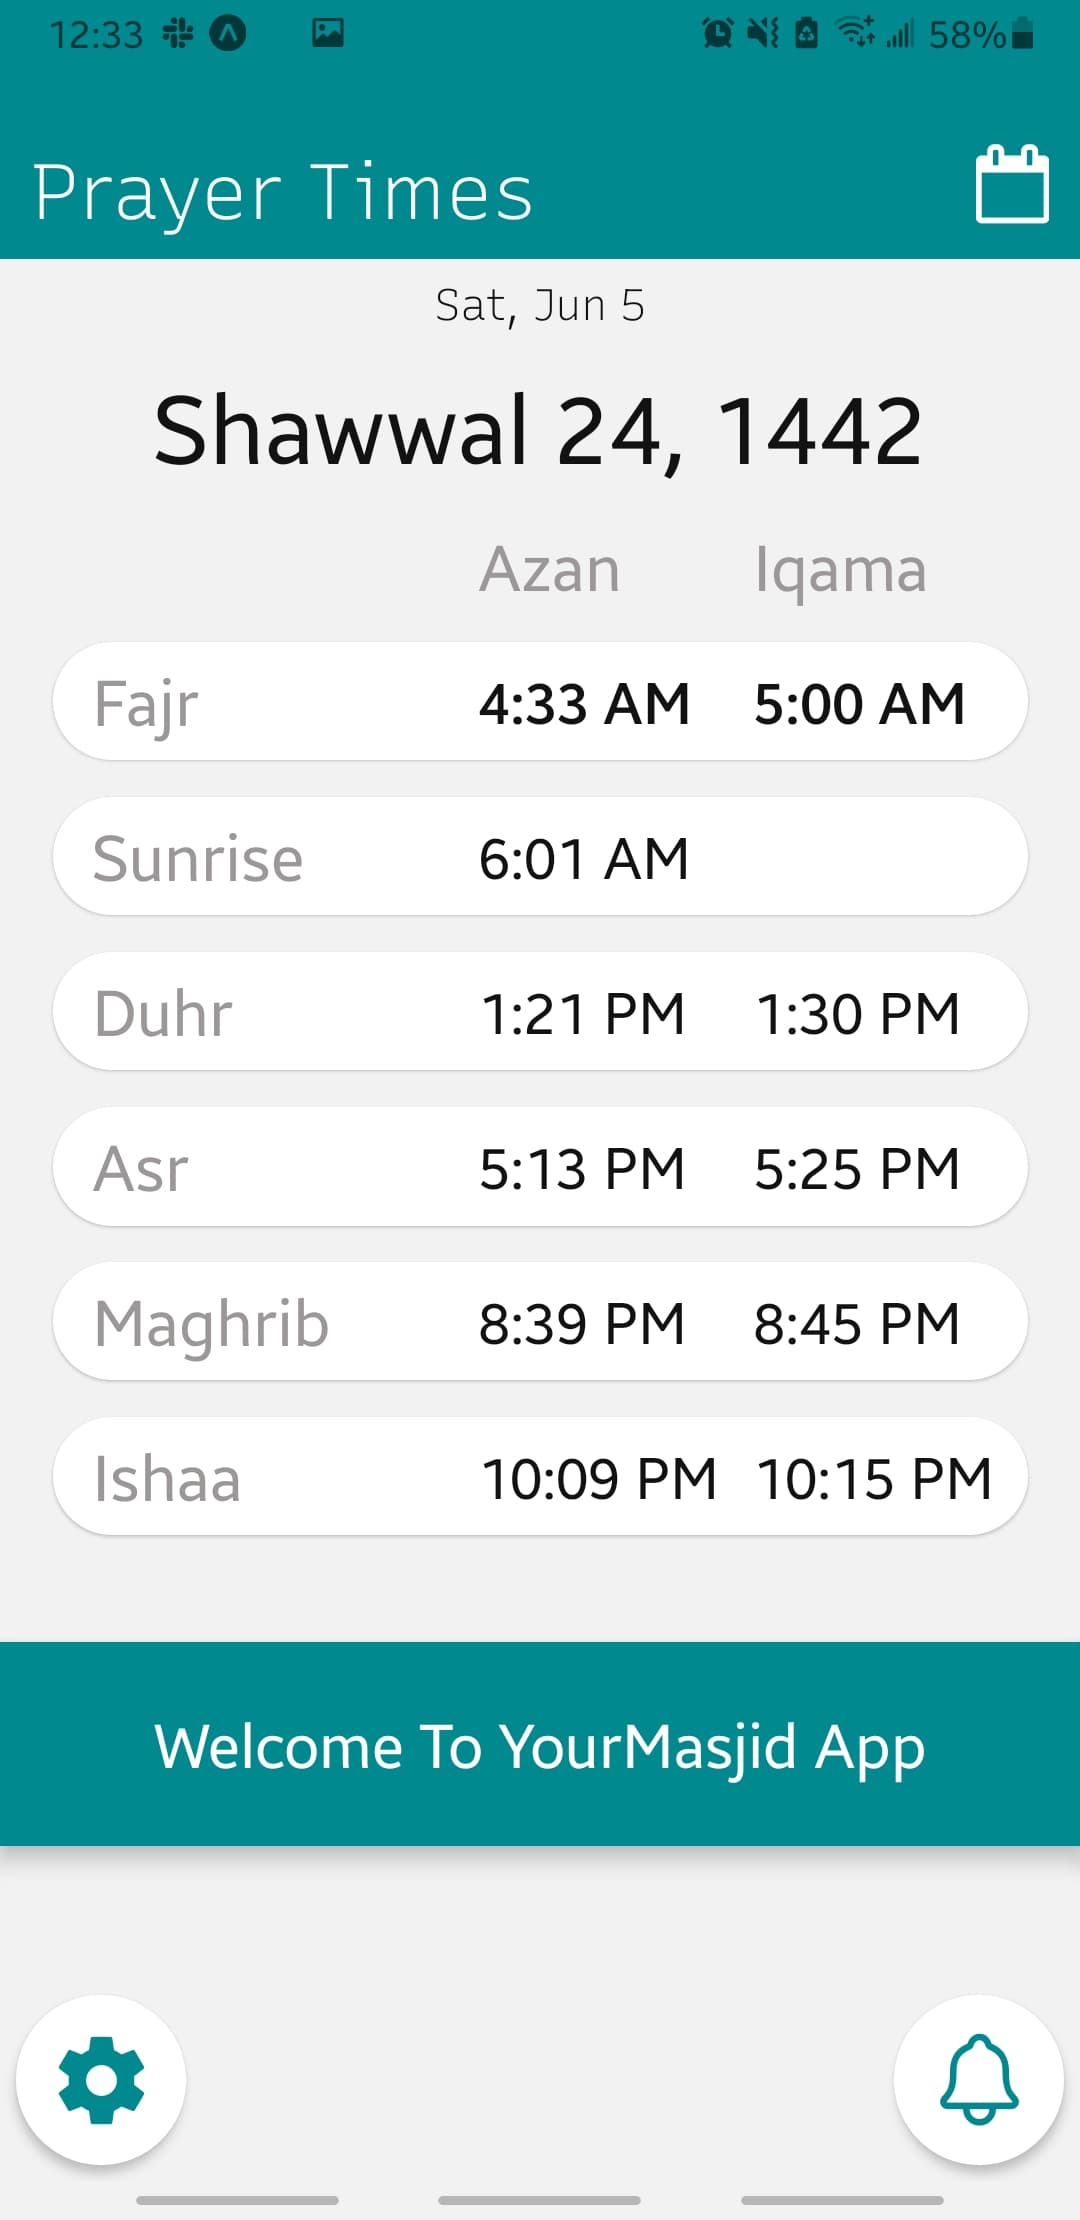 12:33 58%
Prayer Times
Sat, Jun 5
Shawwal 24, 1442
Azan Iqama
Fajr 4:33 AM 5:00 AM
Sunrise 6:01 AM
Duhr 1:21 PM 1:30 PM
Asr 5:13 PM 5:25 PM
Maghrib 8:39 PM 8:45 PM
Ishaa 10:09 PM 10:15 PM
Welcome To YourMasjid App